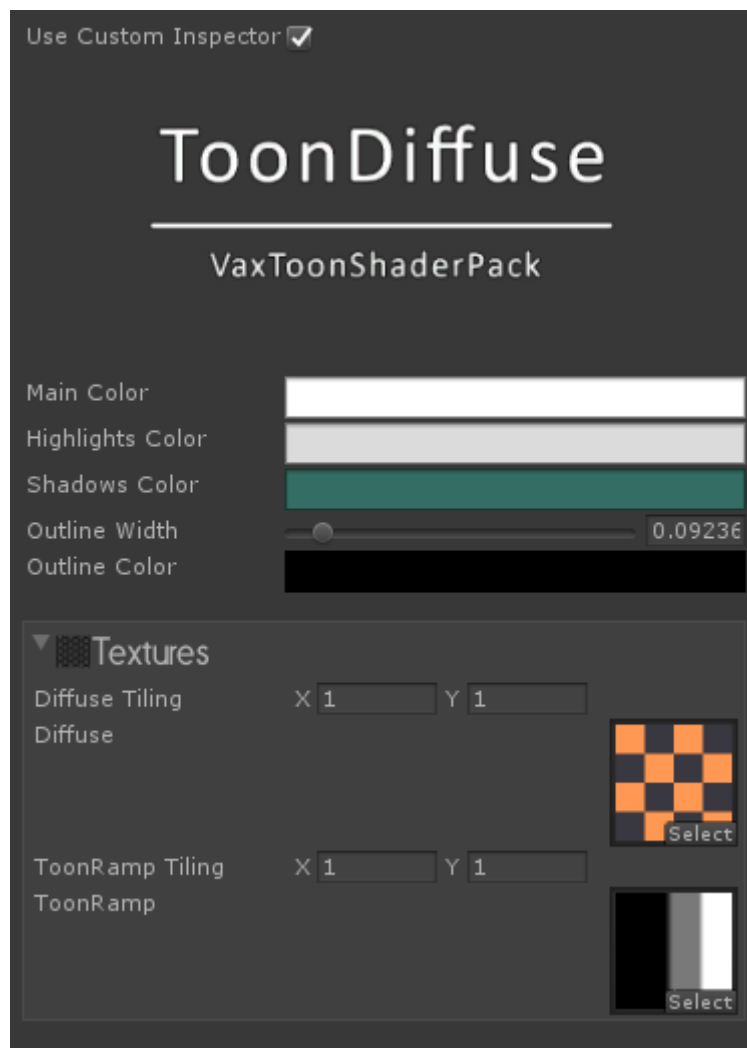 Use Custom Inspector
ToonDiffuse
VaxToonShaderPack
Main Color
Highlights Color
Shadows Color
Outline Width 0.09236
Outline Color
Textures
Diffuse Tiling X 1 Y 1
Diffuse
Select
ToonRamp Tiling X 1 Y 1
ToonRamp
Select